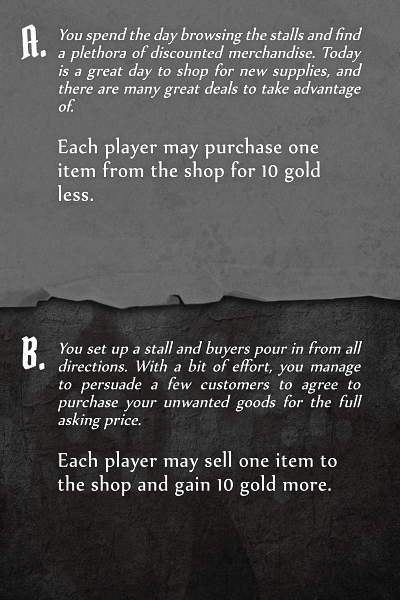 A.
You spend the day browsing the stalls and find
a plethora of discounted merchandise. Today
is a great day to shop for new supplies, and
there are many great deals to take advantage
of.
Each player may purchase one
item from the shop for 10 gold
less.
B.
You set up a stall and buyers pour in from all
directions. With a bit of effort, you manage
to persuade a few customers to agree to
purchase your unwanted goods for the full
asking price.
Each player may sell one item to
the shop and gain 10 gold more.